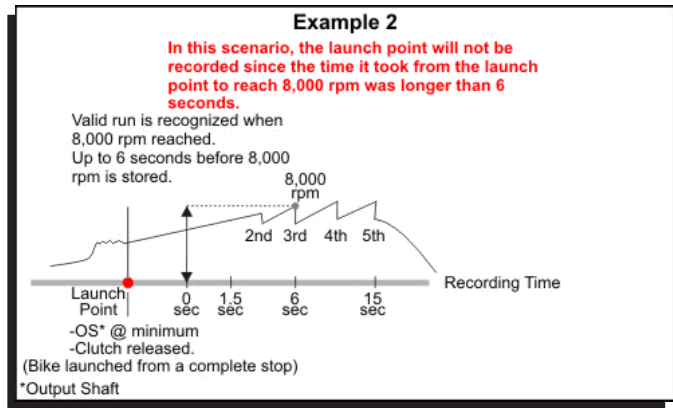 Example 2
In this scenario, the launch point will not be
recorded since the time it took from the launch
point to reach 8,000 rpm was longer than 6
seconds.
Valid run is recognized when
8,000 rpm reached.
Up to 6 seconds before 8,000
rpm is stored.
8,000
rpm
2nd 3rd 4th 5th
Recording Time
Launch
Point
0
sec
1.5
sec
6
sec
15
sec
-OS* @ minimum
-Clutch released.
(Bike launched from a complete stop)
*Output Shaft